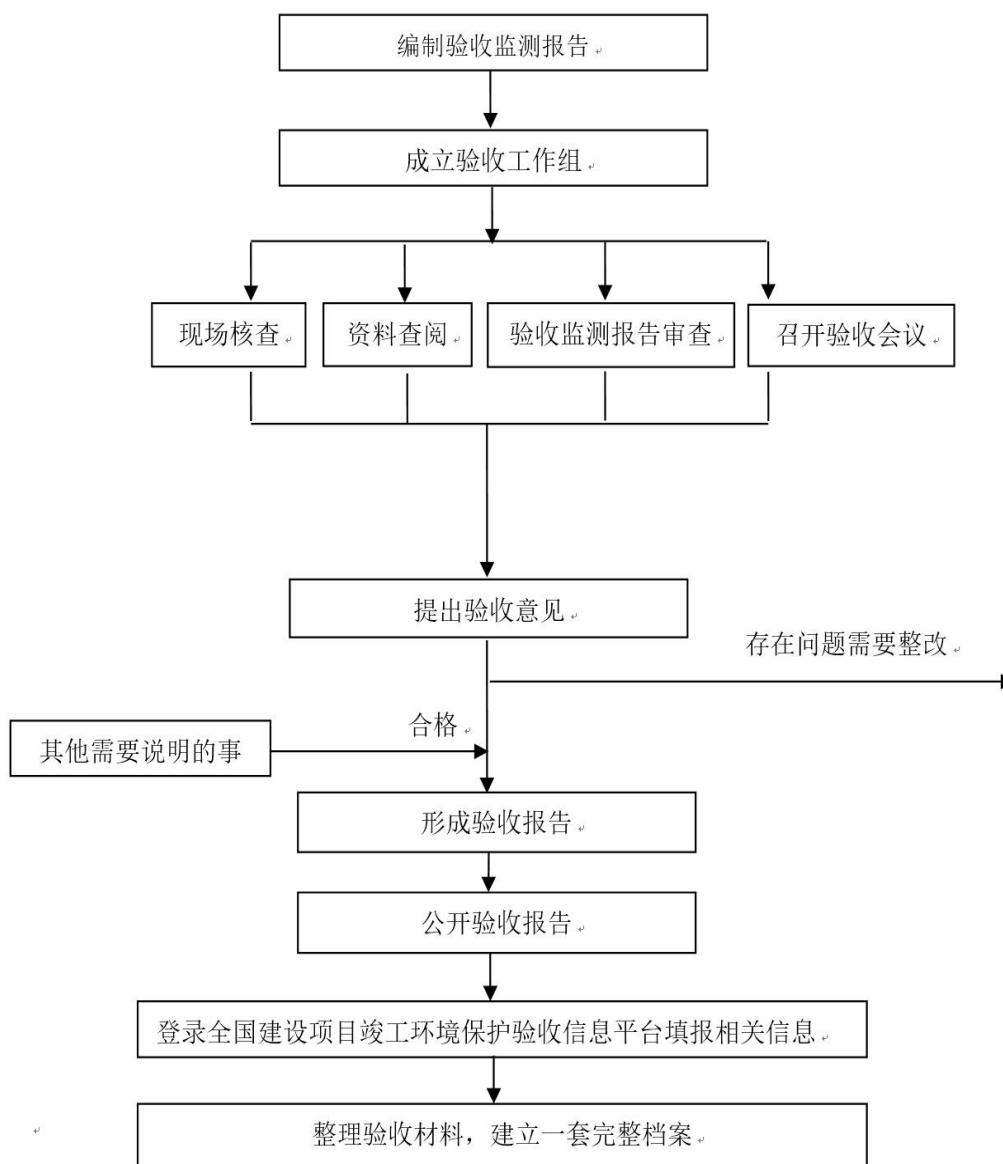 编制验收监测报告
成立验收工作组
现场核查
资料查阅
验收监测报告审查
召开验收会议
提出验收意见
存在问题需要整改
合格
其他需要说明的事
形成验收报告
公开验收报告
登录全国建设项目竣工环境保护验收信息平台填报相关信息
整理验收材料，建立一套完整档案